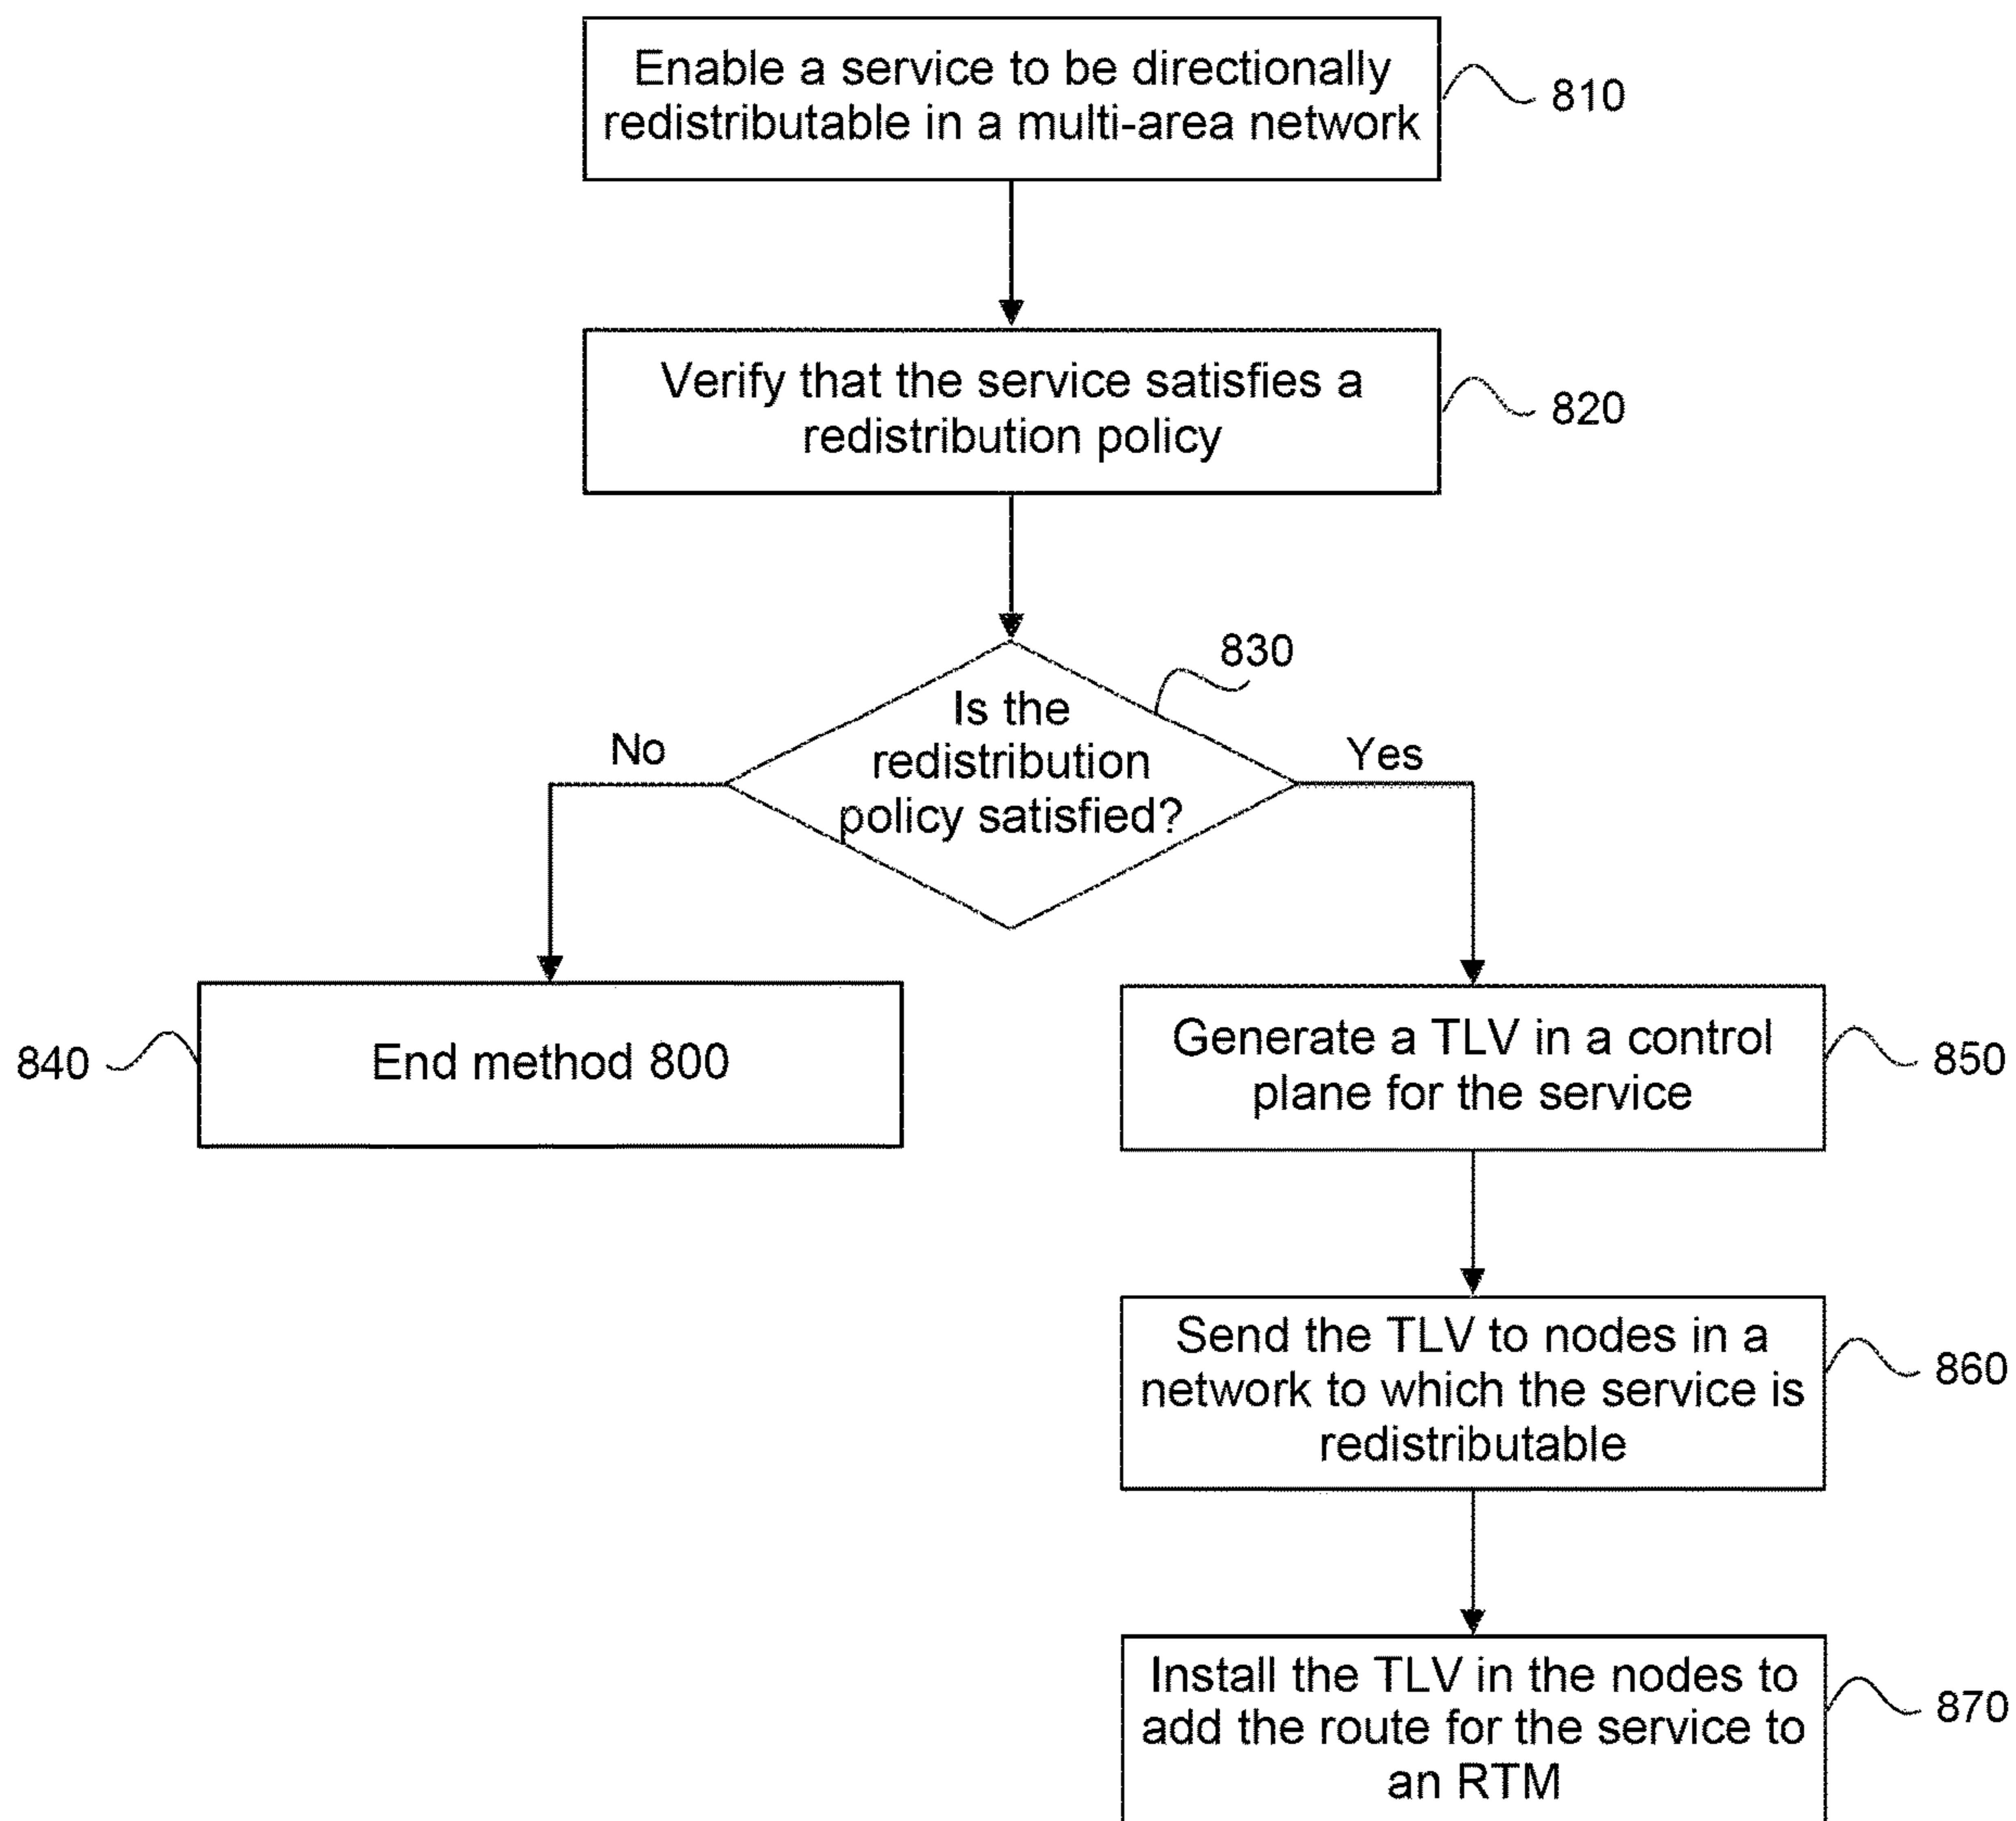 Enable a service to be directionally
redistributable in a multi-area network
810
Verify that the service satisfies a
redistribution policy
820
830
Is the
redistribution
policy satisfied?
No
Yes
840
End method 800
Generate a TLV in a control
plane for the service
850
Send the TLV to nodes in a
network to which the service is
redistributable
860
Install the TLV in the nodes to
add the route for the service to
an RTM
870